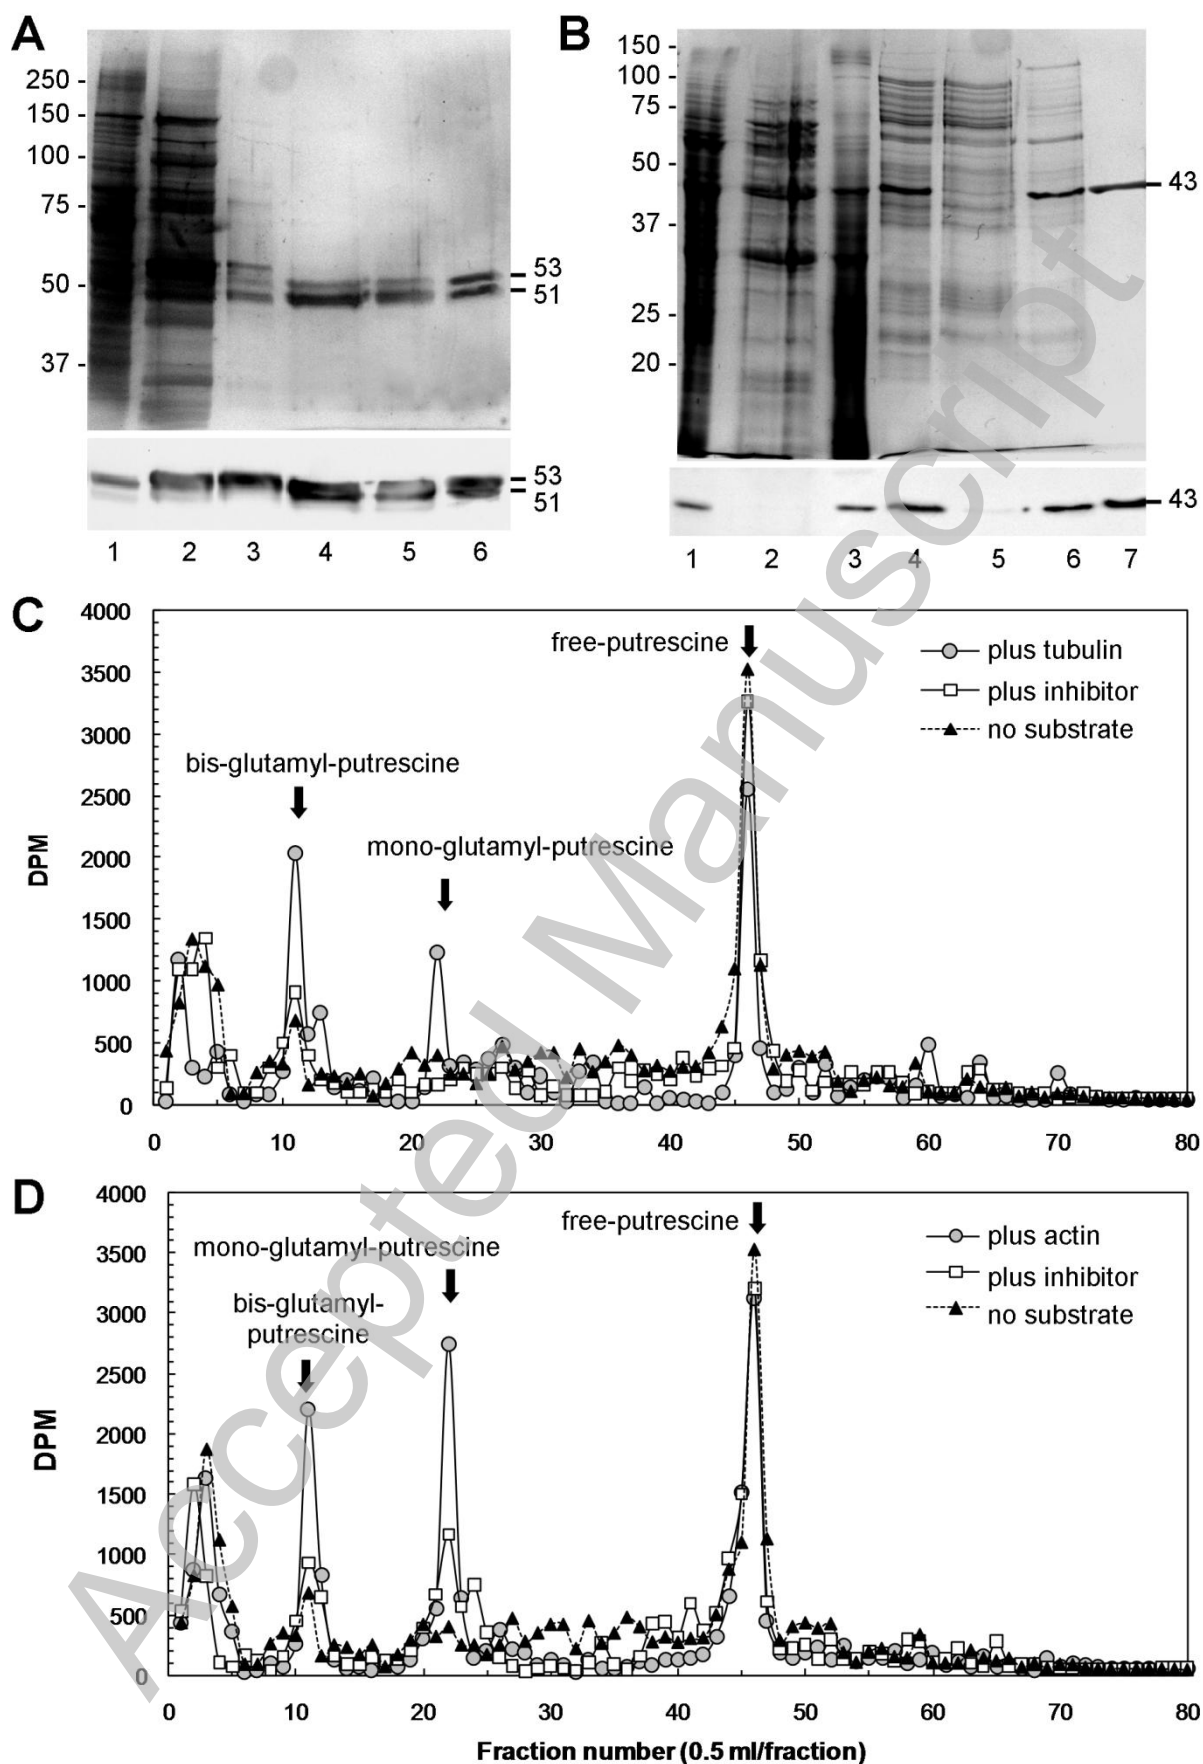 A
250 -
150 -
100 -
75 -
50 -
37 -
53
51
53
51
1 2 3 4 5 6
B
150 -
100 -
75 -
50 -
37 -
25 -
20 -
43
43
1 2 3 4 5 6 7
C
4000
3500
3000
2500
2000
1500
1000
500
0
DPM
free-putrescine
bis-glutamyl-putrescine
mono-glutamyl-putrescine
plus tubulin
plus inhibitor
no substrate
0 10 20 30 40 50 60 70 80
D
4000
3500
3000
2500
2000
1500
1000
500
0
DPM
free-putrescine
mono-glutamyl-putrescine
bis-glutamyl-
putrescine
plus actin
plus inhibitor
no substrate
0 10 20 30 40 50 60 70 80
Fraction number (0.5 ml/fraction)
Accepted Manuscript